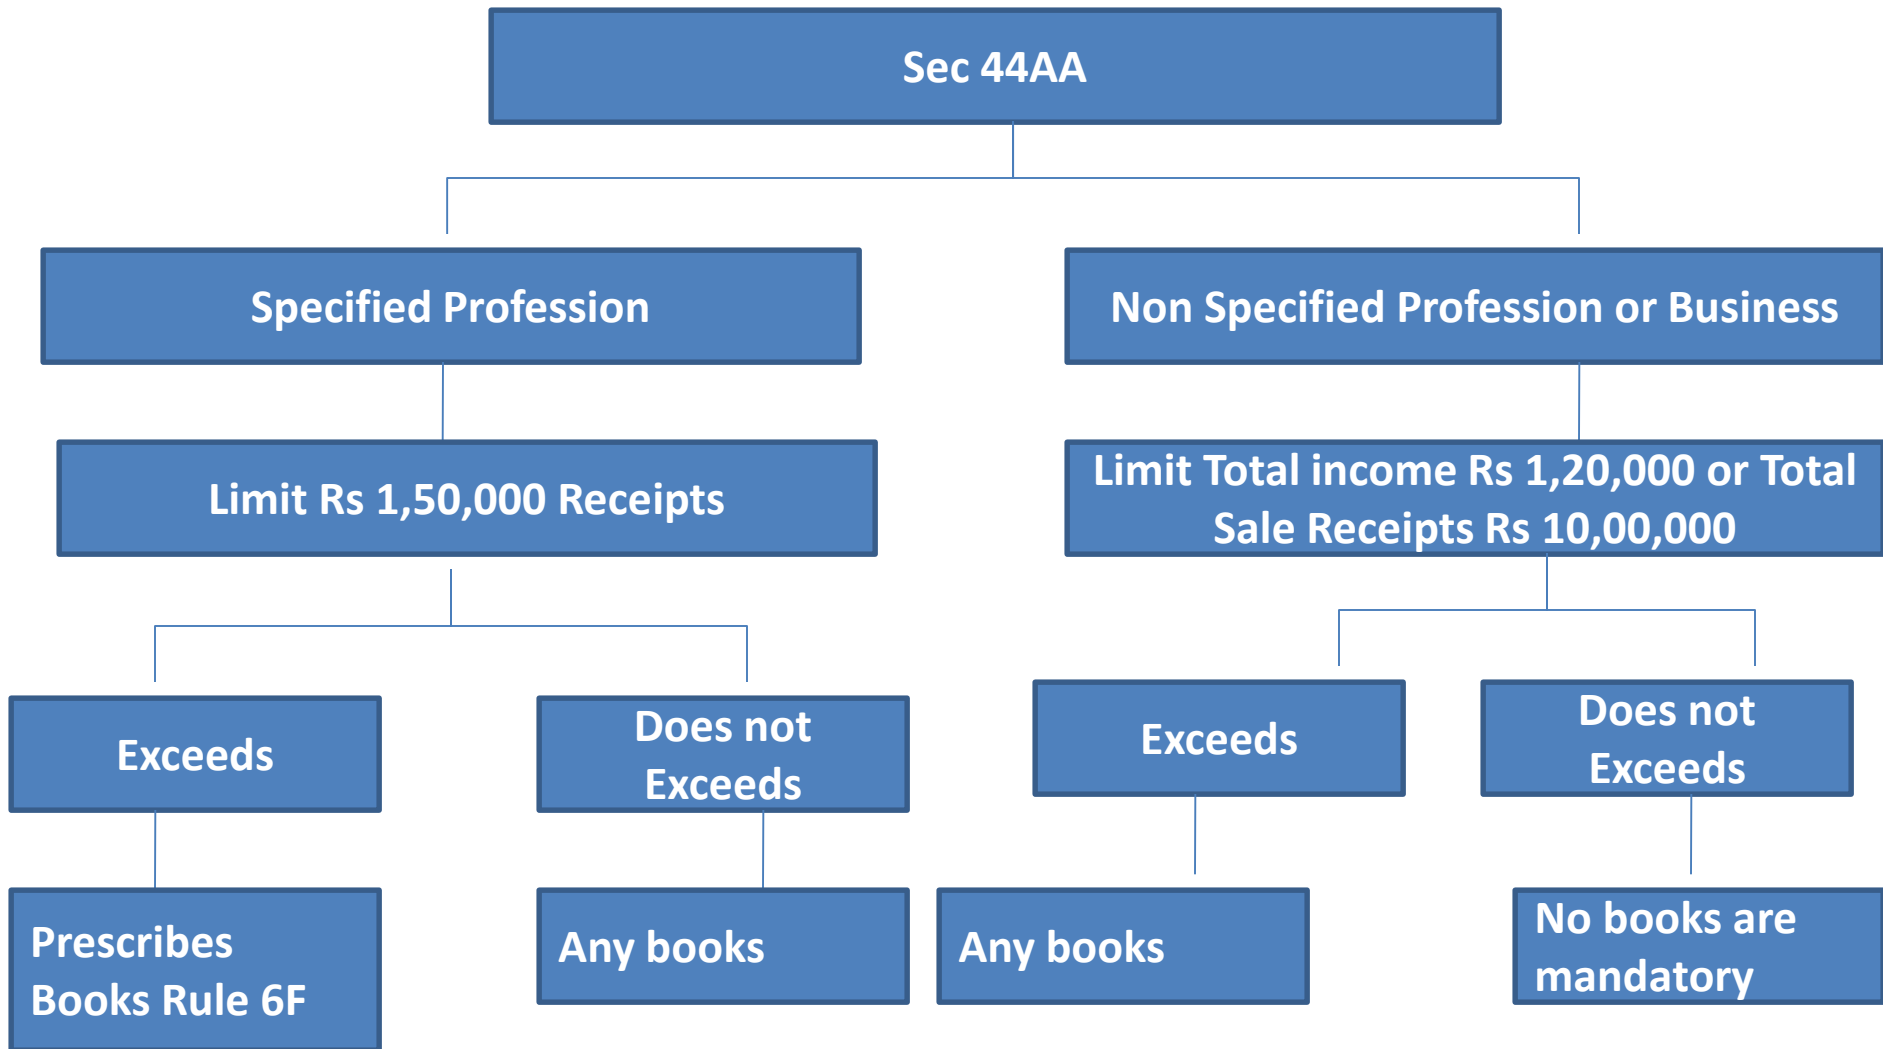 Sec 44AA
Specified Profession
Non Specified Profession or Business
Limit Rs 1,50,000 Receipts
Limit Total income Rs 1,20,000 or Total
Sale Receipts Rs 10,00,000
Exceeds
Does not
Exceeds
Exceeds
Does not
Exceeds
Prescribes
Books Rule 6F
Any books
Any books
No books are
mandatory